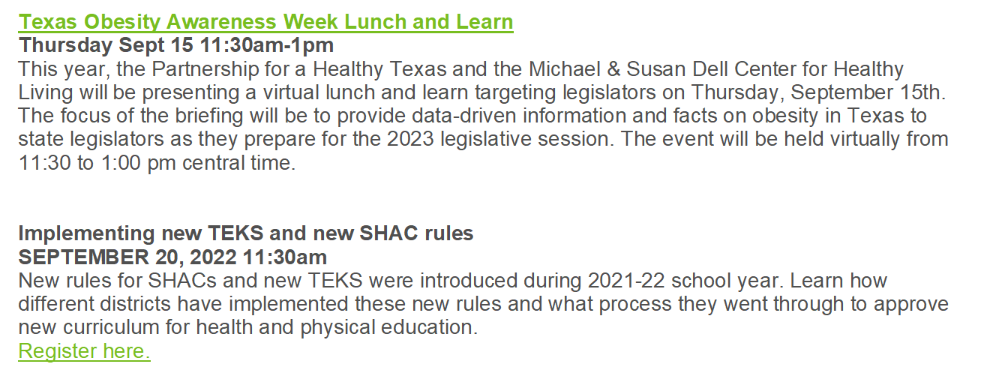 Texas Obesity Awareness Week Lunch and Learn
Thursday Sept 15 11:30am-1pm
This year, the Partnership for a Healthy Texas and the Michael & Susan Dell Center for Healthy
Living will be presenting a virtual lunch and learn targeting legislators on Thursday, September 15th.
The focus of the briefing will be to provide data-driven information and facts on obesity in Texas to
state legislators as they prepare for the 2023 legislative session. The event will be held virtually from
11:30 to 1:00 pm central time.
Implementing new TEKS and new SHAC rules
SEPTEMBER 20, 2022 11:30am
New rules for SHACs and new TEKS were introduced during 2021-22 school year. Learn how
different districts have implemented these new rules and what process they went through to approve
new curriculum for health and physical education.
Register here.